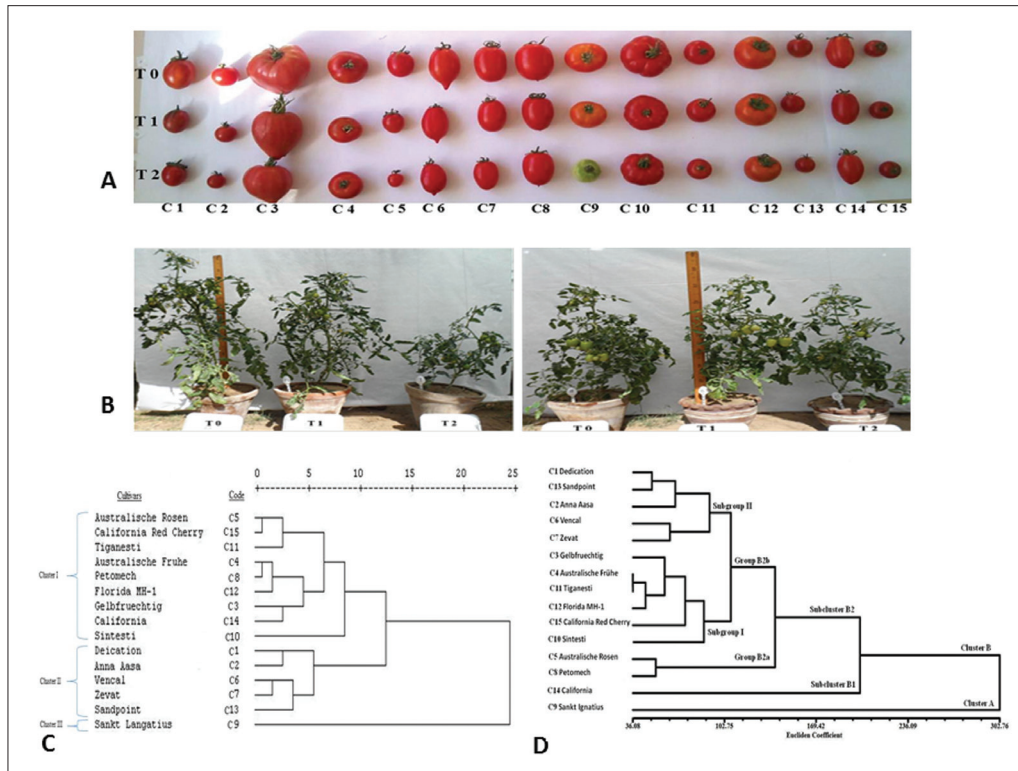 T 0
T 1
T 2
A
C 1 C 2 C 3 C 4 C 5 C 6 C7 C8 C9 C 10 C 11 C 12 C 13 C 14 C 15
B
T 0 T 1 T 2
T 0 T 1 T 2
0 5 10 15 20 25
Cultivars Code
Cluster I
Australische Rosen C5
California Red Cherry C15
Tiganesti C11
Australische Fruhe C4
Petomech C8
Florida MH-1 C12
Gelbfruechtig C3
California C14
Sintesti C10
Cluster II
Deication C1
Anna Aasa C2
Vencal C6
Zevat C7
Sandpoint C13
Cluster III
Sankt Langatius C9
C
C1 Dedication
C13 Sandpoint
C2 Anna Aasa
Subgroup II
C6 Vencal
C7 Zevat
C3 Gelbfruechtig
Group B2b
C4 Australische Frühe
C11 Tiganesti
C12 Florida MH-1
C15 California Red Cherry
Subcluster B2
C10 Sintesti
Subgroup I
C5 Australische Rosen
Cluster B
Group B2a
C8 Petomech
C14 California
Subcluster B1
C9 Sankt Ignatius
Cluster A
36.08 102.75 169.42 236.09 302.76
Eucliden Coefficient
D